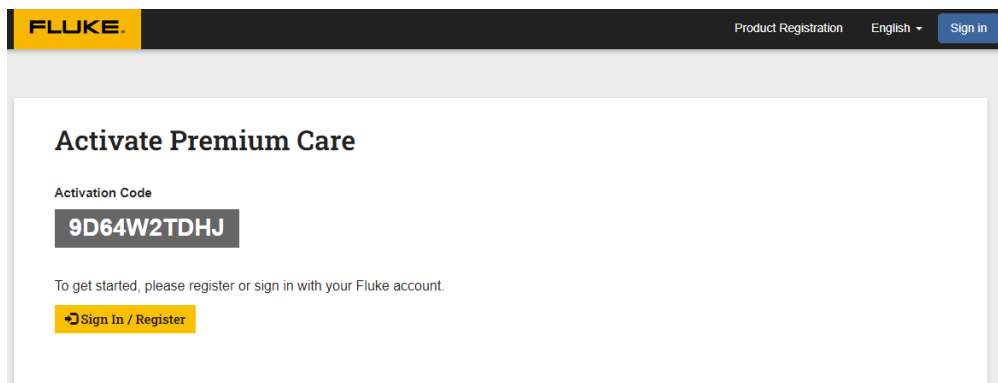 FLUKE.
Product Registration English Sign in
Activate Premium Care
Activation Code
9D64W2TDHJ
To get started, please register or sign in with your Fluke account.
Sign In / Register